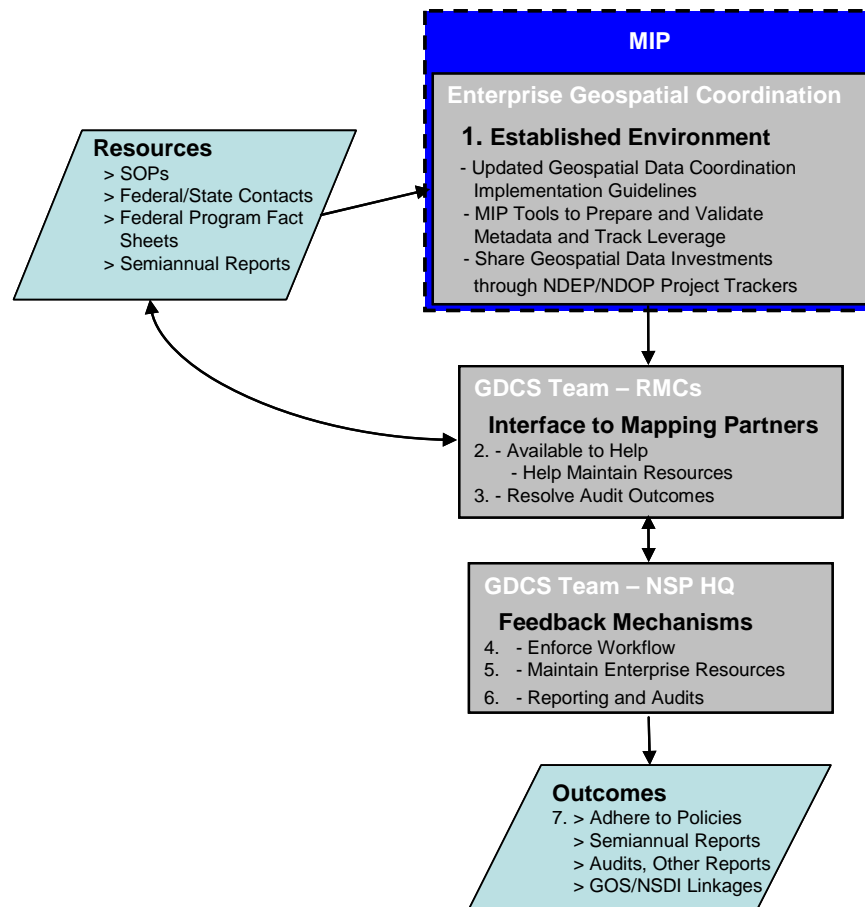 MIP
Enterprise Geospatial Coordination
1. Established Environment
- Updated Geospatial Data Coordination
Implementation Guidelines
- MIP Tools to Prepare and Validate
Metadata and Track Leverage
- Share Geospatial Data Investments
through NDEP/NDOP Project Trackers
Resources
> SOPs
> Federal/State Contacts
> Federal Program Fact
Sheets
> Semiannual Reports
GDCS Team – RMCs
Interface to Mapping Partners
2. - Available to Help
- Help Maintain Resources
3. - Resolve Audit Outcomes
GDCS Team – NSP HQ
Feedback Mechanisms
4. - Enforce Workflow
5. - Maintain Enterprise Resources
6. - Reporting and Audits
Outcomes
7. > Adhere to Policies
> Semiannual Reports
> Audits, Other Reports
> GOS/NSDI Linkages